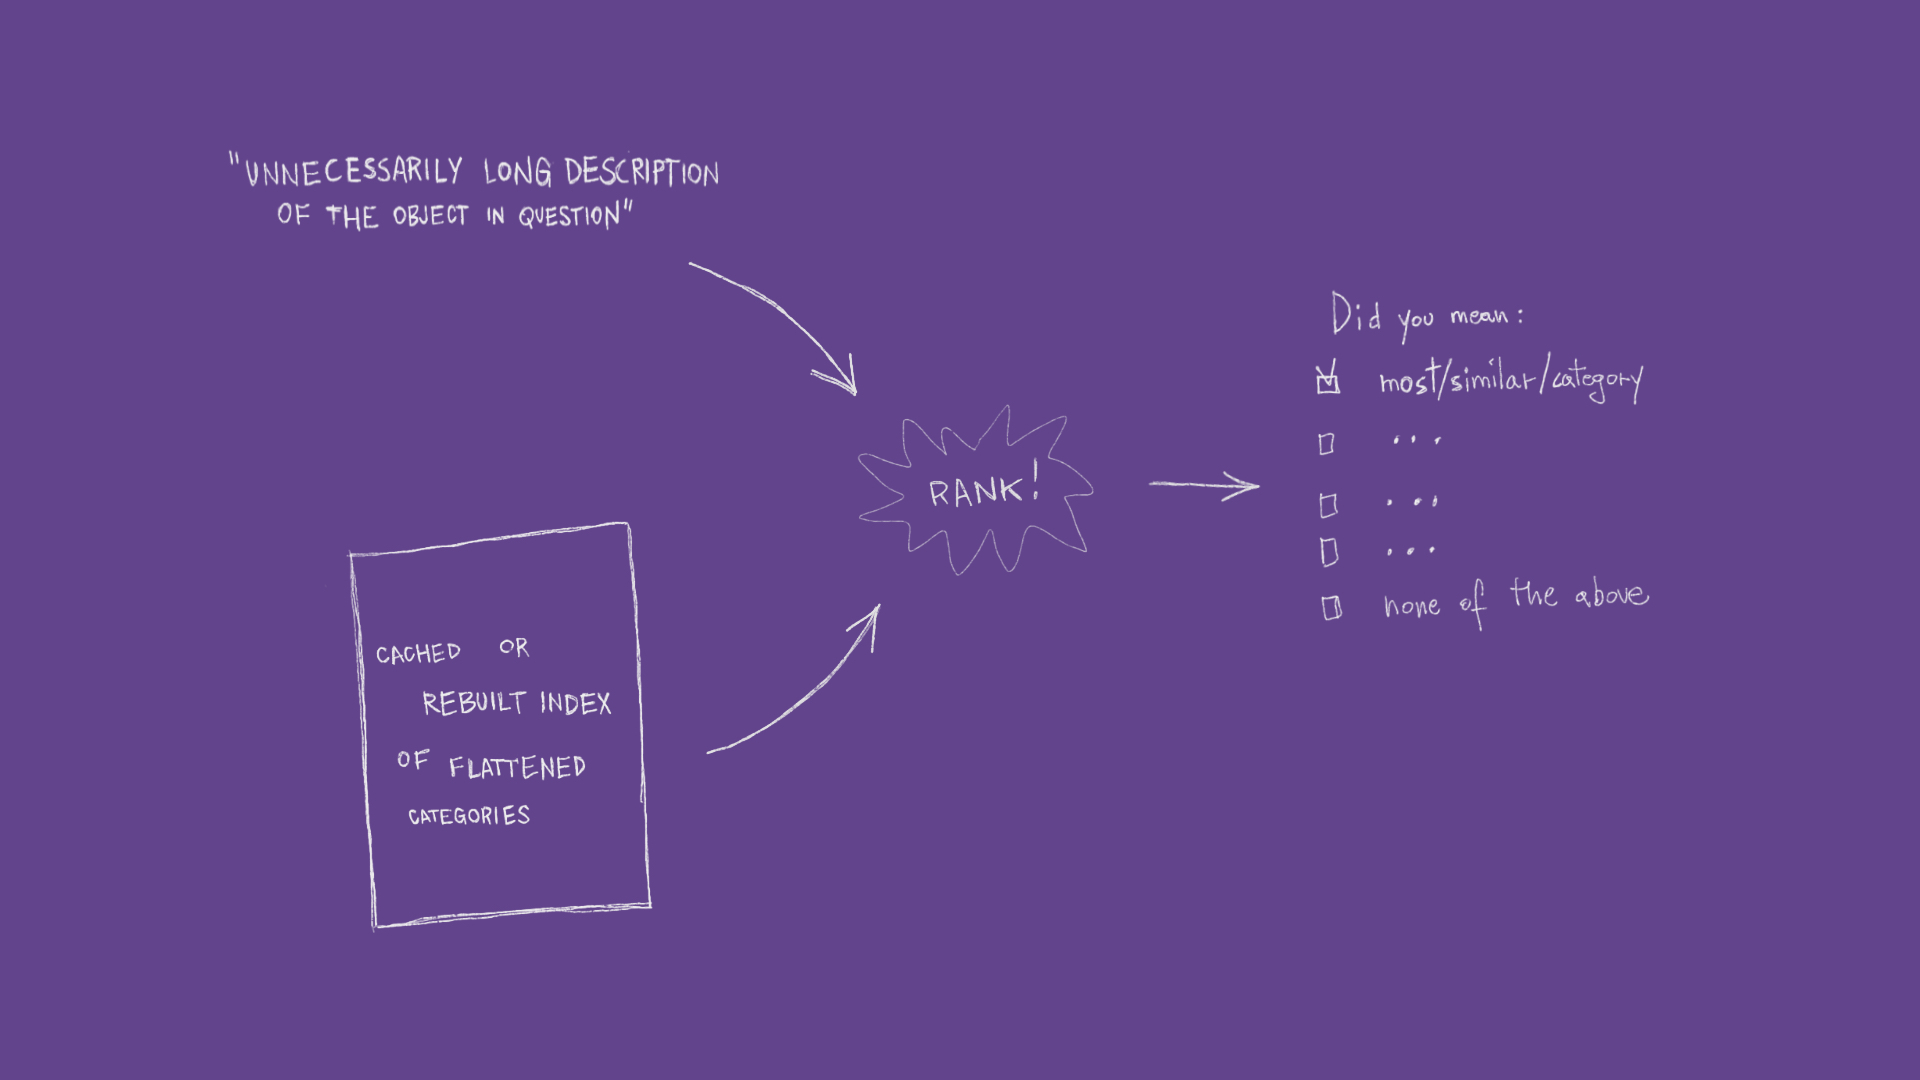 "UNNECESSARILY LONG DESCRIPTION
OF THE OBJECT IN QUESTION"
CACHED OR
REBUILT INDEX
OF FLATTENED
CATEGORIES
RANK!
Did you mean:
most/similar/category
...
...
...
none of the above